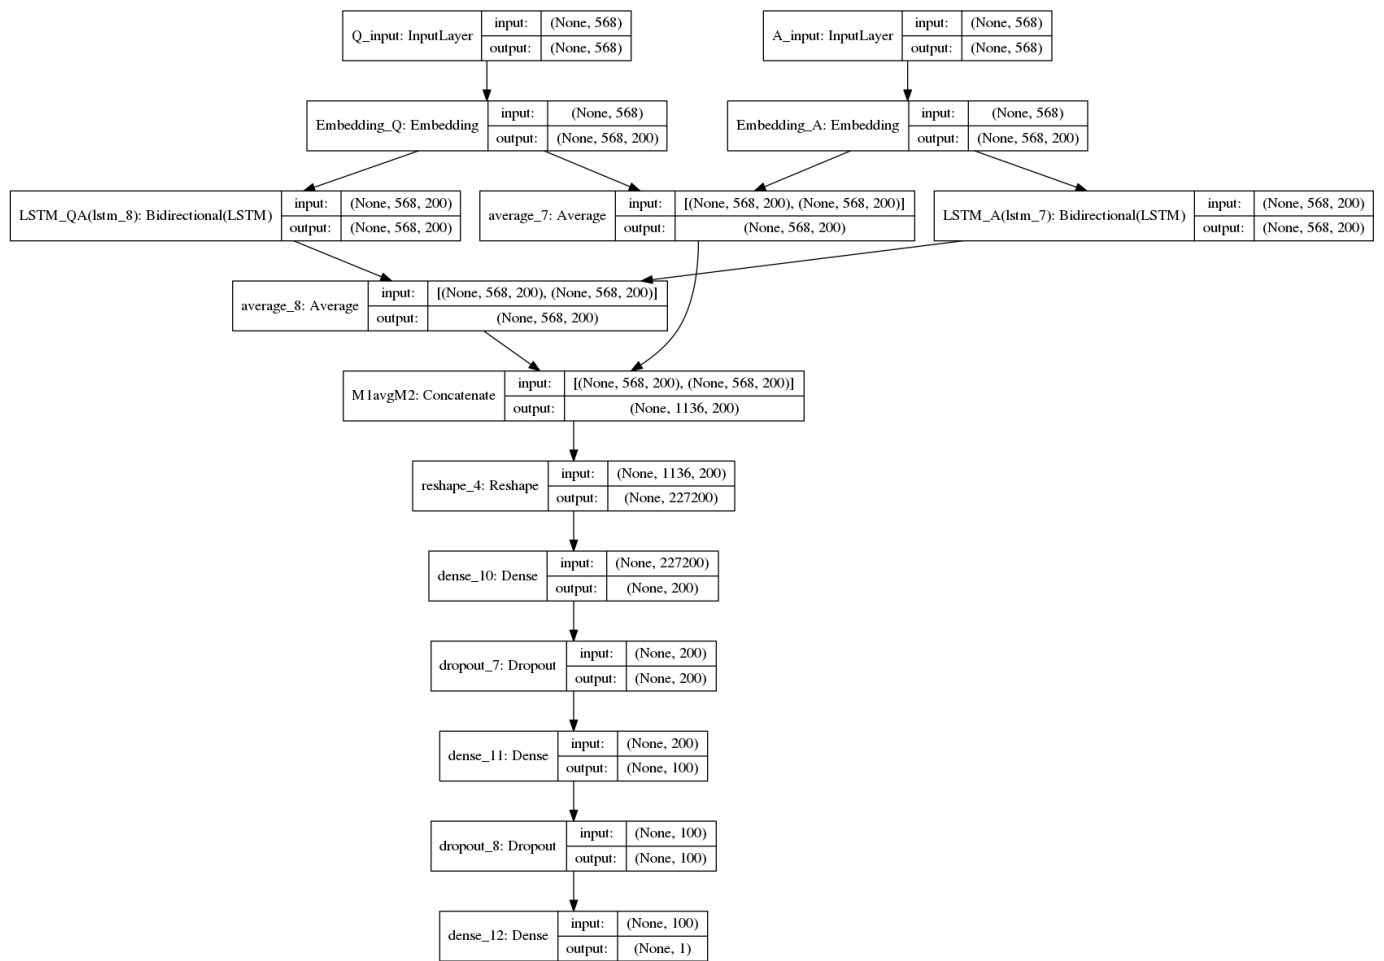 Q_input: InputLayer
input: (None, 568)
output: (None, 568)
A_input: InputLayer
input: (None, 568)
output: (None, 568)
Embedding_Q: Embedding
input: (None, 568)
output: (None, 568, 200)
Embedding_A: Embedding
input: (None, 568)
output: (None, 568, 200)
LSTM_QA(lstm_8): Bidirectional(LSTM)
input: (None, 568, 200)
output: (None, 568, 200)
average_7: Average
input: [(None, 568, 200), (None, 568, 200)]
output: (None, 568, 200)
LSTM_A(lstm_7): Bidirectional(LSTM)
input: (None, 568, 200)
output: (None, 568, 200)
average_8: Average
input: [(None, 568, 200), (None, 568, 200)]
output: (None, 568, 200)
M1avgM2: Concatenate
input: [(None, 568, 200), (None, 568, 200)]
output: (None, 1136, 200)
reshape_4: Reshape
input: (None, 1136, 200)
output: (None, 227200)
dense_10: Dense
input: (None, 227200)
output: (None, 200)
dropout_7: Dropout
input: (None, 200)
output: (None, 200)
dense_11: Dense
input: (None, 200)
output: (None, 100)
dropout_8: Dropout
input: (None, 100)
output: (None, 100)
dense_12: Dense
input: (None, 100)
output: (None, 1)